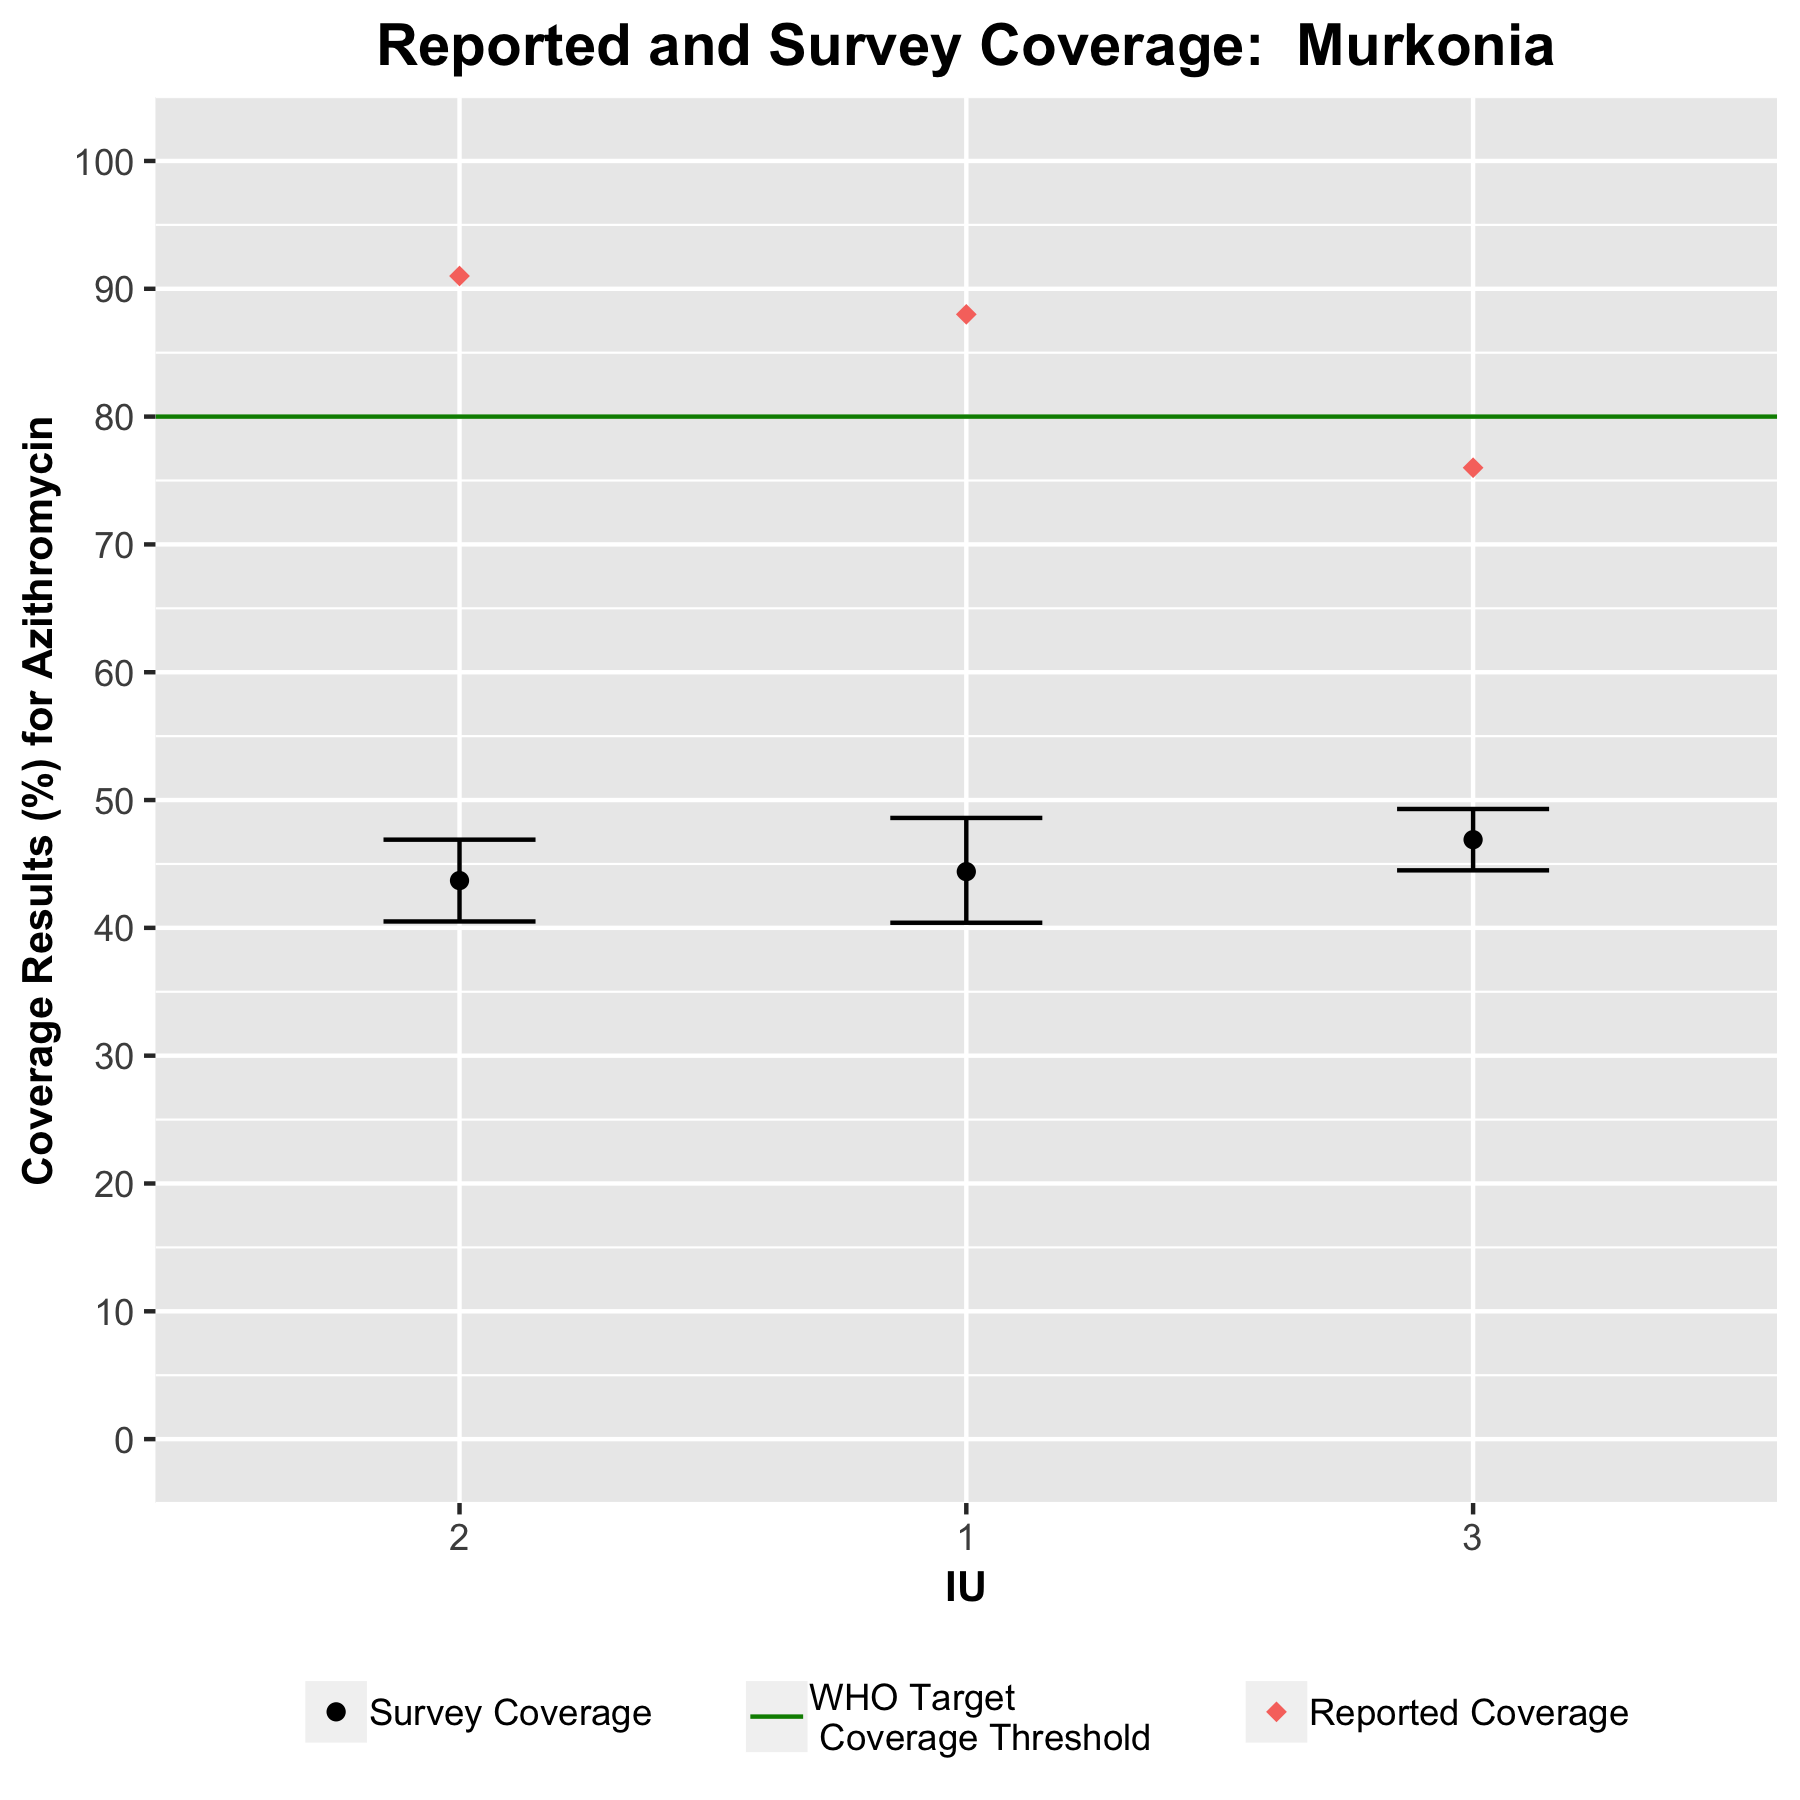 Reported and Survey Coverage:  Murkonia
Coverage Results (%) for Azithromycin
100
90
80
70
60
50
40
30
20
10
0
2
1
3
IU
Survey Coverage
WHO Target
Coverage Threshold
Reported Coverage